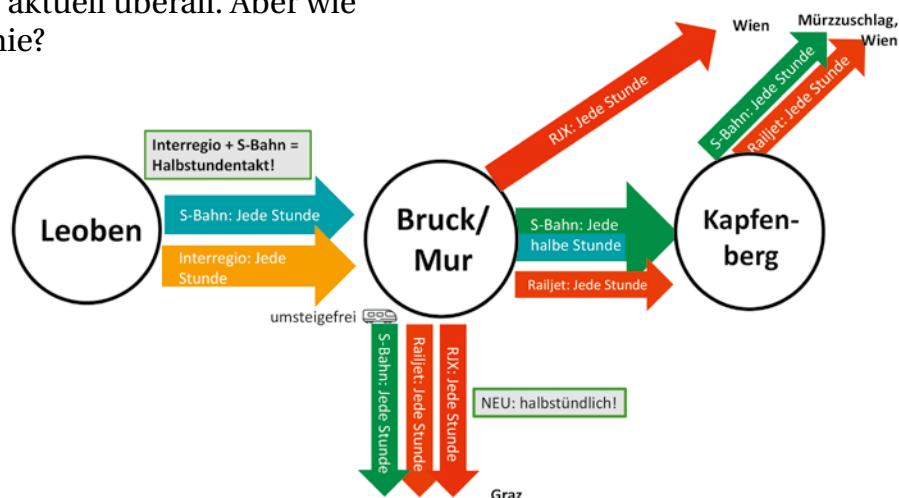 aktuell überall. Aber wie
nie?
Wien
Mürzzuschlag,
Wien
RJX: Jede Stunde
S-Bahn: Jede Stunde
Railjet: Jede Stunde
Interregio + S-Bahn =
Halbstundentakt!
Leoben
S-Bahn: Jede Stunde
Interregio: Jede
Stunde
Bruck/
Mur
S-Bahn: Jede
halbe Stunde
Railjet: Jede Stunde
Kapfen-
berg
umsteigefrei
S-Bahn: Jede Stunde
Railjet: Jede Stunde
RJX: Jede Stunde
NEU: halbstündlich!
Graz